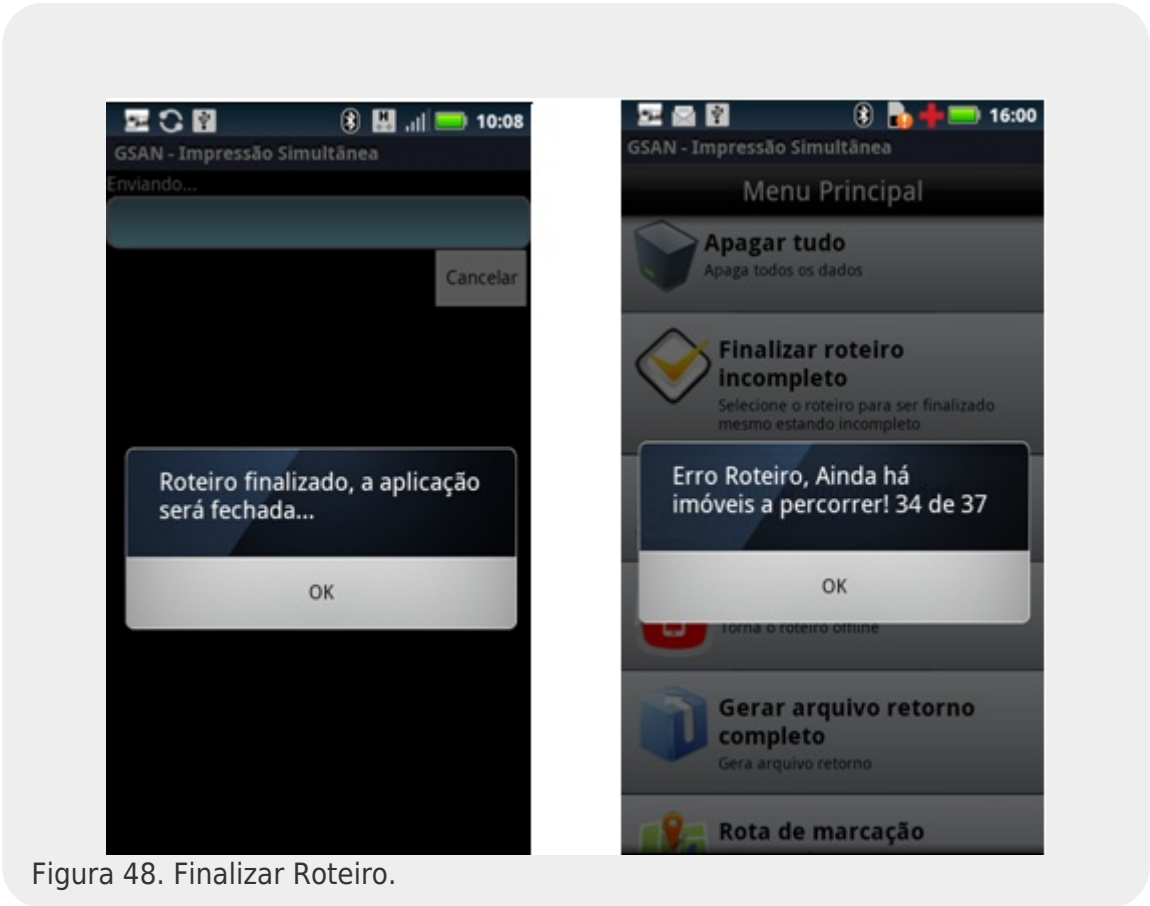 10:08
GSAN - Impressão Simultânea
Enviando...
Cancelar
Roteiro finalizado, a aplicação
será fechada...
OK
16:00
GSAN - Impressão Simultânea
Menu Principal
Apagar tudo
Apaga todos os dados
Finalizar roteiro
incompleto
Selecione o roteiro para ser finalizado
mesmo estando incompleto
Erro Roteiro, Ainda há
imóveis a percorrer! 34 de 37
OK
Torna o roteiro offline
Gerar arquivo retorno
completo
Gera arquivo retorno
Rota de marcação
Figura 48. Finalizar Roteiro.